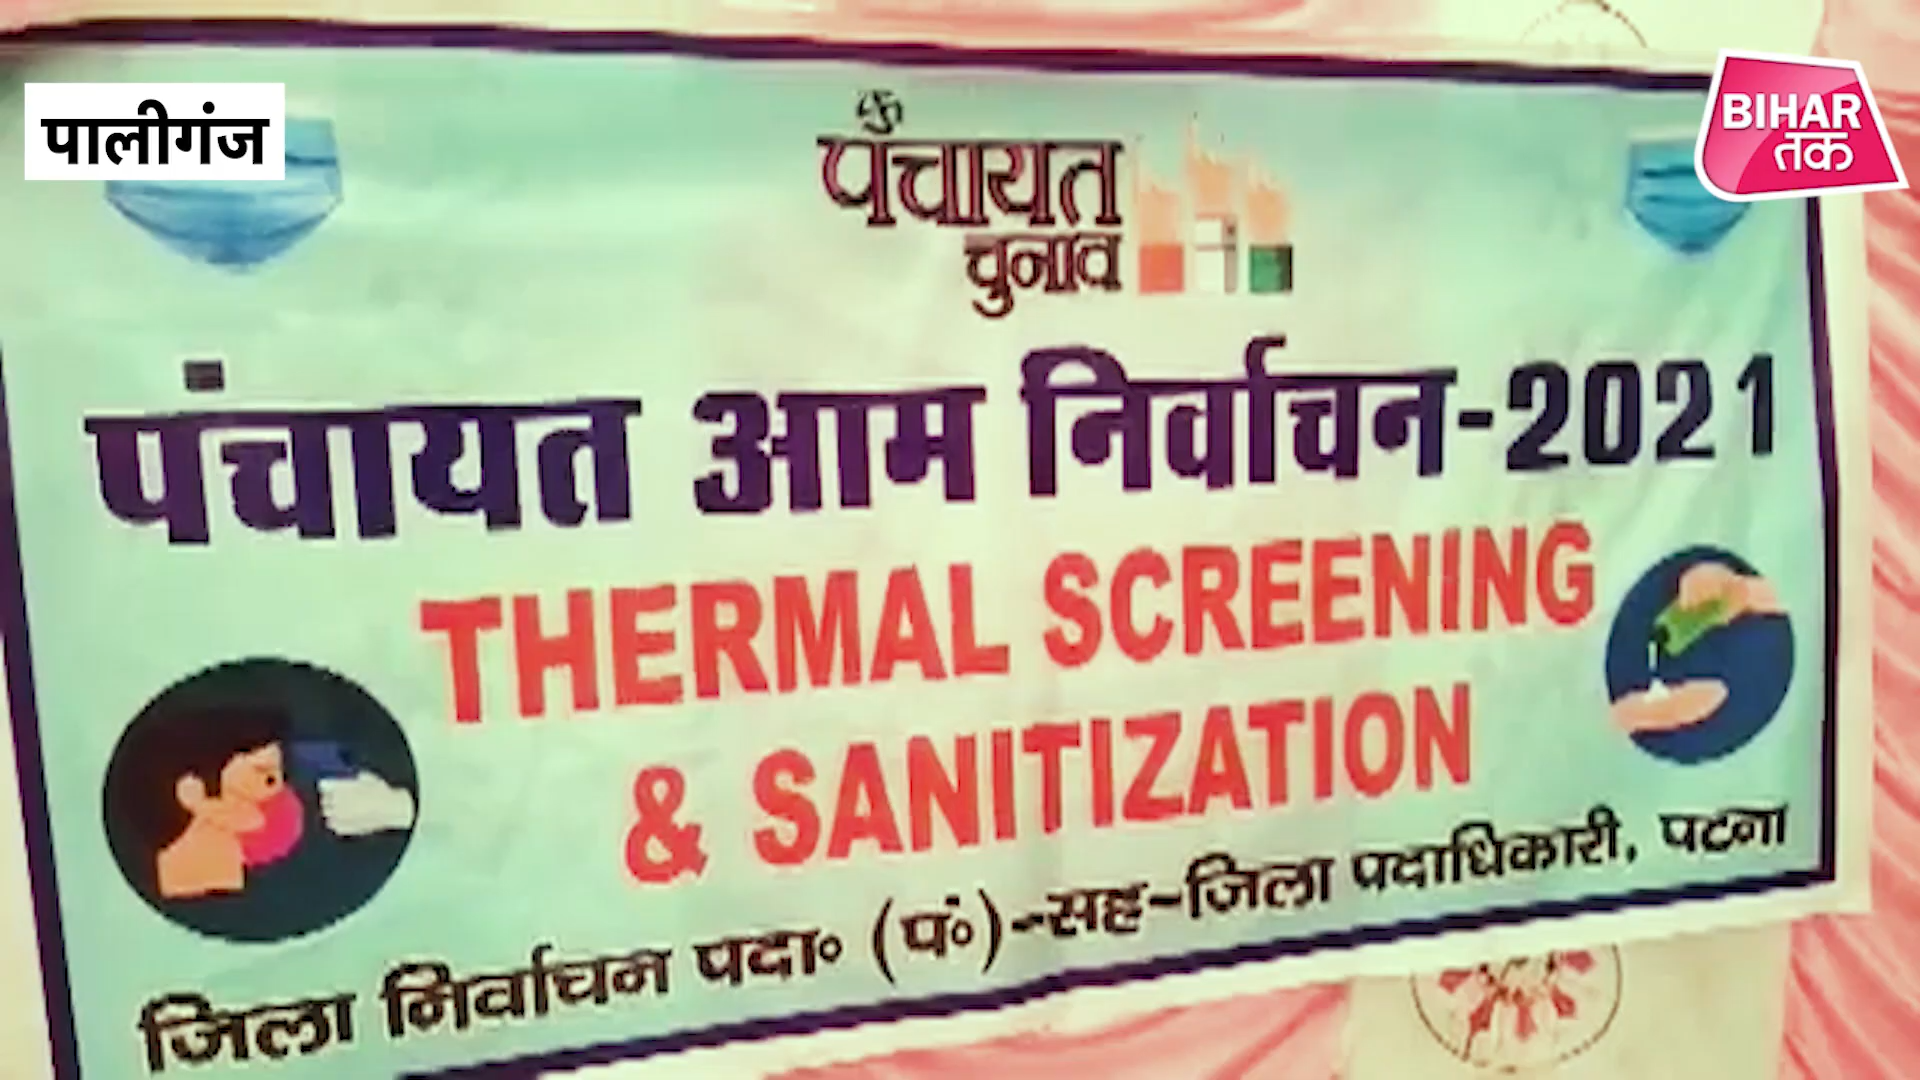 पालीगंज
BIHAR
तक
पंचायत
चुनाव
पंचायत आम निर्वाचन-2021
THERMAL SCREENING
& SANITIZATION
जिला निर्वाचन पदा० (पं०)-सह-जिला पदाधिकारी, पटना